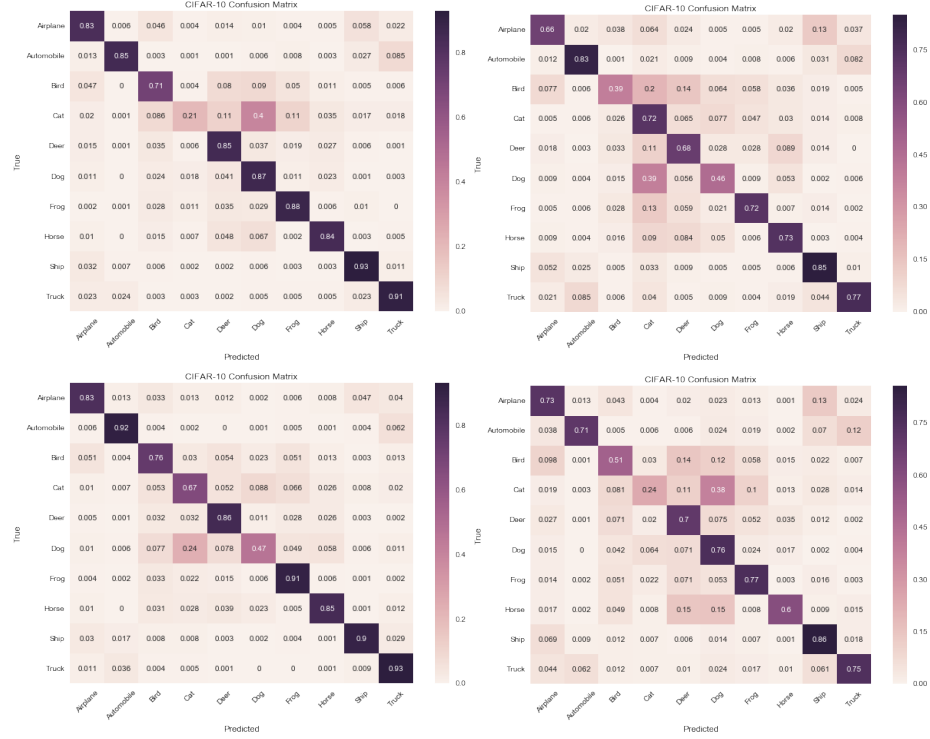 CIFAR-10 Confusion Matrix
Airplane 0.83 0.006 0.046 0.004 0.014 0.01 0.004 0.006 0.058 0.022
Automobile 0.013 0.85 0.003 0.001 0.001 0.006 0.002 0.027 0.016 0.085
Bird 0.047 0 0.71 0.004 0.08 0.09 0.05 0.011 0.005 0.006
Cat 0.02 0.001 0.086 0.21 0.11 0.4 0.11 0.035 0.017 0.018
Deer 0.015 0.001 0.035 0.006 0.85 0.037 0.019 0.027 0.006 0.001
Dog 0.011 0 0.024 0.018 0.041 0.87 0.011 0.023 0.001 0.003
Frog 0.002 0.001 0.028 0.011 0.035 0.029 0.88 0.006 0.01 0
Horse 0.01 0 0.015 0.007 0.048 0.067 0.002 0.84 0.003 0.005
Ship 0.032 0.007 0.006 0.002 0.002 0.006 0.003 0.003 0.93 0.011
Truck 0.023 0.024 0.003 0.003 0.002 0.005 0.005 0.005 0.023 0.91
Airplane Automobile Bird Cat Deer Dog Frog Horse Ship Truck
Predicted
True
0.8
0.6
0.4
0.2
0.0
CIFAR-10 Confusion Matrix
Airplane 0.66 0.02 0.038 0.064 0.024 0.005 0.005 0.02 0.13 0.037
Automobile 0.012 0.83 0.001 0.021 0.009 0.004 0.008 0.006 0.031 0.082
Bird 0.077 0.006 0.39 0.2 0.14 0.064 0.058 0.036 0.019 0.005
Cat 0.005 0.006 0.026 0.72 0.065 0.077 0.047 0.03 0.014 0.008
Deer 0.018 0.003 0.033 0.11 0.68 0.028 0.028 0.089 0.014 0
Dog 0.009 0.004 0.015 0.39 0.056 0.46 0.009 0.053 0.002 0.006
Frog 0.005 0.005 0.028 0.13 0.059 0.021 0.72 0.007 0.014 0.002
Horse 0.009 0.004 0.016 0.09 0.084 0.05 0.006 0.73 0.003 0.004
Ship 0.052 0.025 0.005 0.033 0.009 0.005 0.005 0.006 0.85 0.01
Truck 0.021 0.085 0.006 0.04 0.005 0.009 0.004 0.019 0.044 0.77
Airplane Automobile Bird Cat Deer Dog Frog Horse Ship Truck
Predicted
True
0.75
0.60
0.45
0.30
0.15
0.00
CIFAR-10 Confusion Matrix
Airplane 0.83 0.013 0.033 0.013 0.012 0.002 0.006 0.008 0.047 0.04
Automobile 0.006 0.92 0.004 0.002 0 0.001 0.002 0.001 0.004 0.062
Bird 0.051 0.004 0.76 0.03 0.054 0.023 0.051 0.013 0.003 0.013
Cat 0.01 0.007 0.053 0.67 0.052 0.088 0.066 0.026 0.008 0.02
Deer 0.005 0.001 0.032 0.032 0.86 0.011 0.028 0.026 0.003 0.002
Dog 0.01 0.006 0.077 0.24 0.078 0.47 0.049 0.058 0.006 0.011
Frog 0.004 0.002 0.033 0.022 0.015 0.006 0.91 0.006 0.001 0.002
Horse 0.01 0 0.031 0.028 0.039 0.023 0.005 0.85 0.001 0.012
Ship 0.03 0.017 0.008 0.008 0.003 0.002 0.004 0.001 0.9 0.029
Truck 0.011 0.036 0.004 0.005 0.001 0 0 0.001 0.009 0.93
Airplane Automobile Bird Cat Deer Dog Frog Horse Ship Truck
Predicted
True
0.8
0.6
0.4
0.2
0.0
CIFAR-10 Confusion Matrix
Airplane 0.73 0.013 0.043 0.004 0.02 0.023 0.013 0.001 0.13 0.024
Automobile 0.038 0.71 0.005 0.006 0.006 0.024 0.019 0.002 0.07 0.12
Bird 0.098 0.001 0.51 0.03 0.14 0.12 0.058 0.015 0.022 0.007
Cat 0.019 0.003 0.081 0.24 0.11 0.38 0.1 0.013 0.028 0.014
Deer 0.027 0.001 0.071 0.02 0.7 0.075 0.052 0.035 0.012 0.002
Dog 0.015 0 0.042 0.064 0.071 0.76 0.024 0.017 0.002 0.004
Frog 0.001 0.002 0.051 0.022 0.071 0.053 0.77 0.003 0.016 0.003
Horse 0.017 0.002 0.049 0.008 0.15 0.15 0.005 0.6 0.009 0.015
Ship 0.069 0.009 0.012 0.007 0.006 0.014 0.007 0.002 0.86 0.018
Truck 0.044 0.062 0.012 0.007 0.01 0.024 0.017 0.01 0.061 0.75
Airplane Automobile Bird Cat Deer Dog Frog Horse Ship Truck
Predicted
True
0.75
0.60
0.45
0.30
0.15
0.00